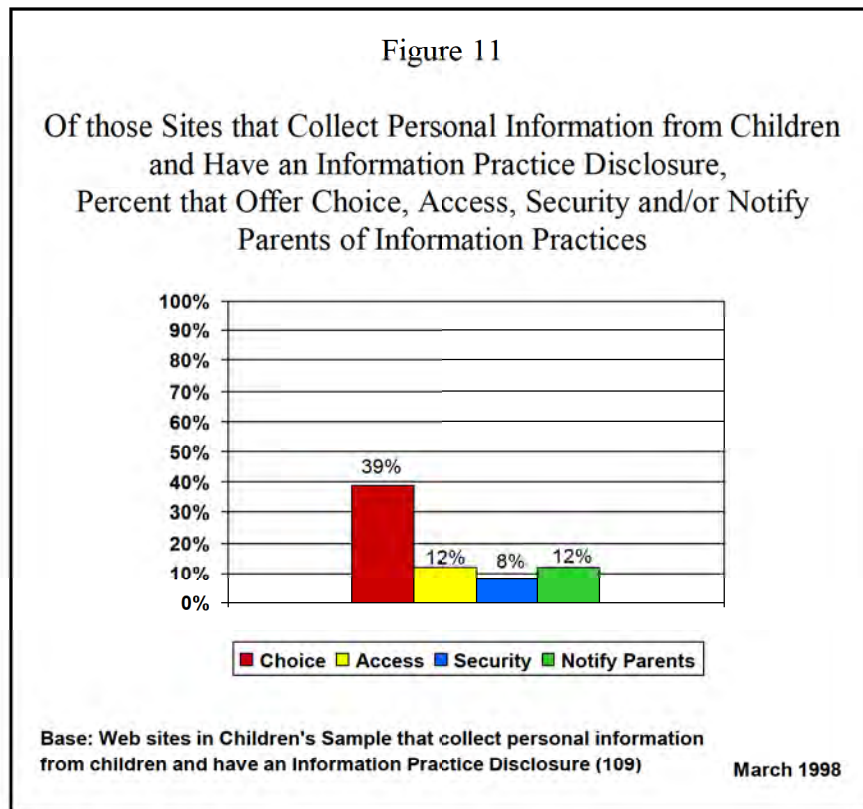 Figure 11
Of those Sites that Collect Personal Information from Children
and Have an Information Practice Disclosure,
Percent that Offer Choice, Access, Security and/or Notify
Parents of Information Practices
100%
90%
80%
70%
60%
50%
40%
30%
20%
10%
0%
39%
12%
8%
12%
Choice Access Security Notify Parents
Base: Web sites in Children's Sample that collect personal information
from children and have an Information Practice Disclosure (109)
March 1998